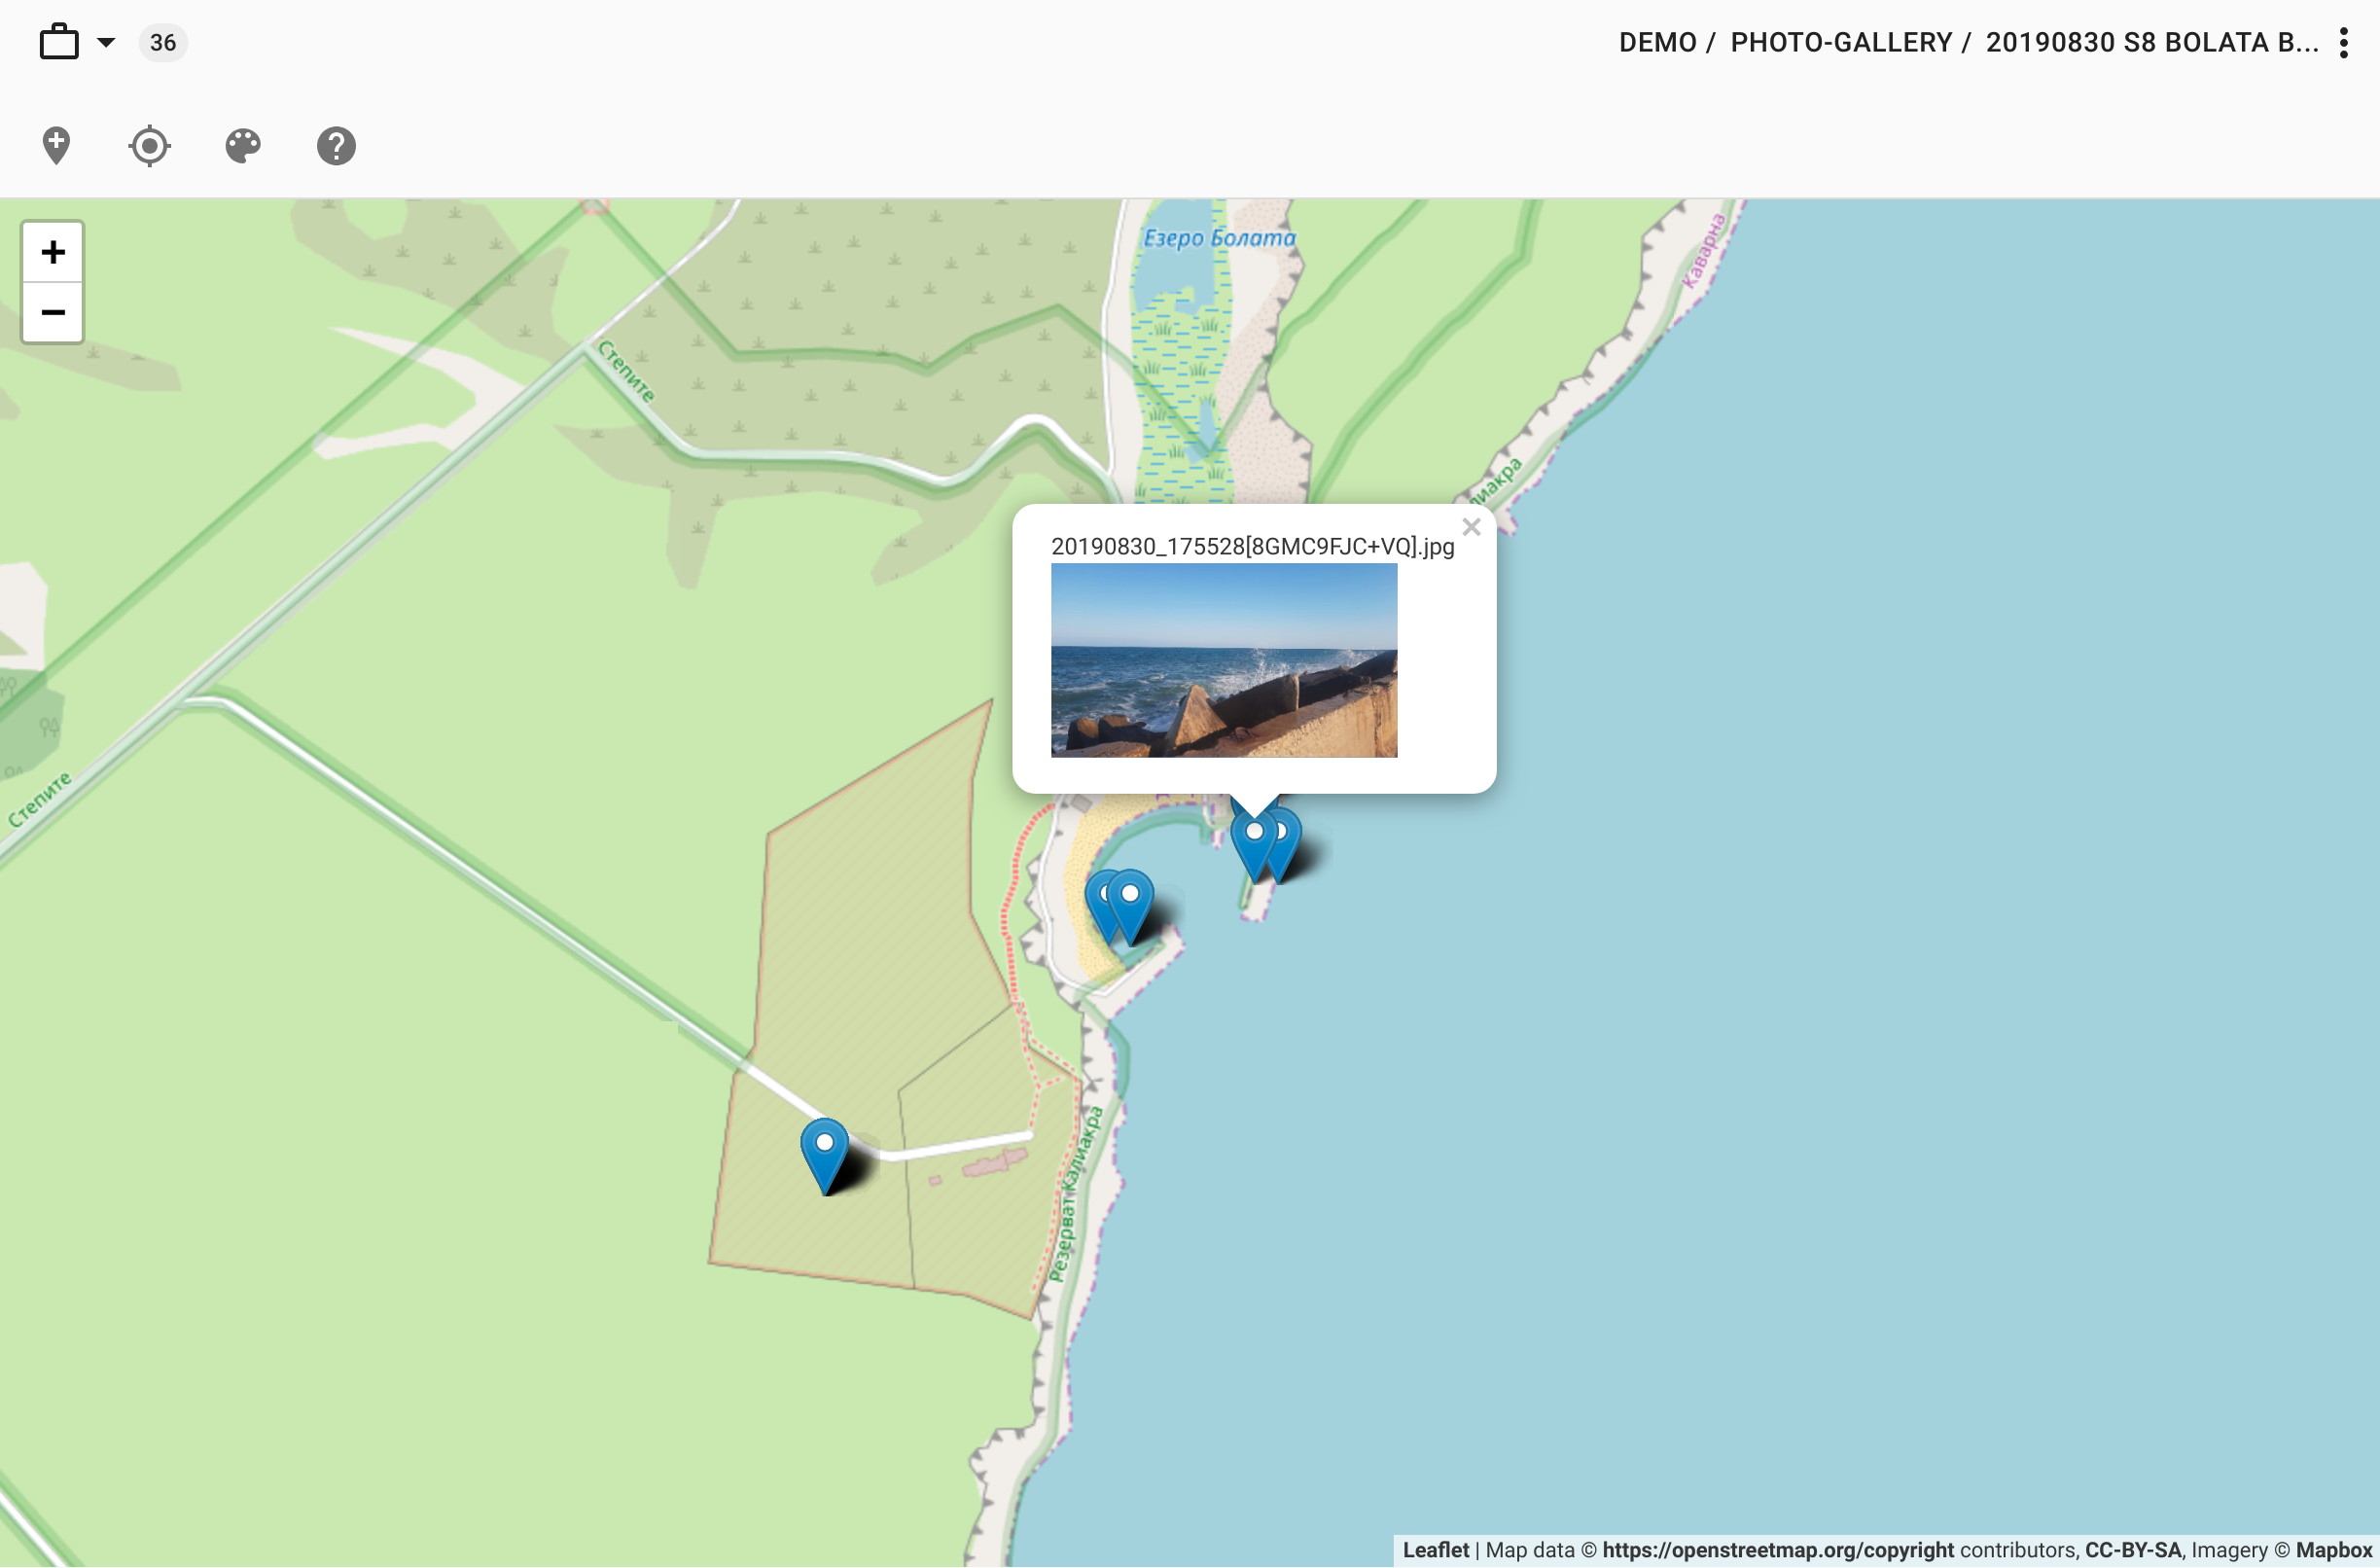 36
DEMO / PHOTO-GALLERY / 20190830 S8 BOLATA B...
+
−
Езеро Болата
Каварна
Степите
лиакра
20190830_175528[8GMC9FJC+VQ].jpg
×
Степите
Резерват Калиакра
Leaflet | Map data © https://openstreetmap.org/copyright contributors, CC-BY-SA, Imagery © Mapbox